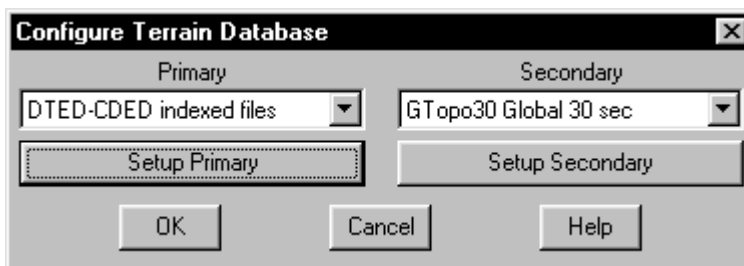 Configure Terrain Database
Primary Secondary
DTED-CDED indexed files GTopo30 Global 30 sec
Setup Primary Setup Secondary
OK Cancel Help